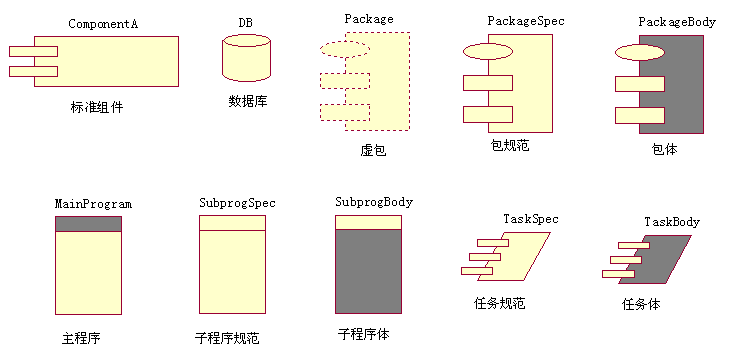 ComponentA
DB
Package
PackageSpec
PackageBody
标准组件
数据库
虚包
包规范
包体
MainProgram
SubprogSpec
SubprogBody
TaskSpec
TaskBody
主程序
子程序规范
子程序体
任务规范
任务体